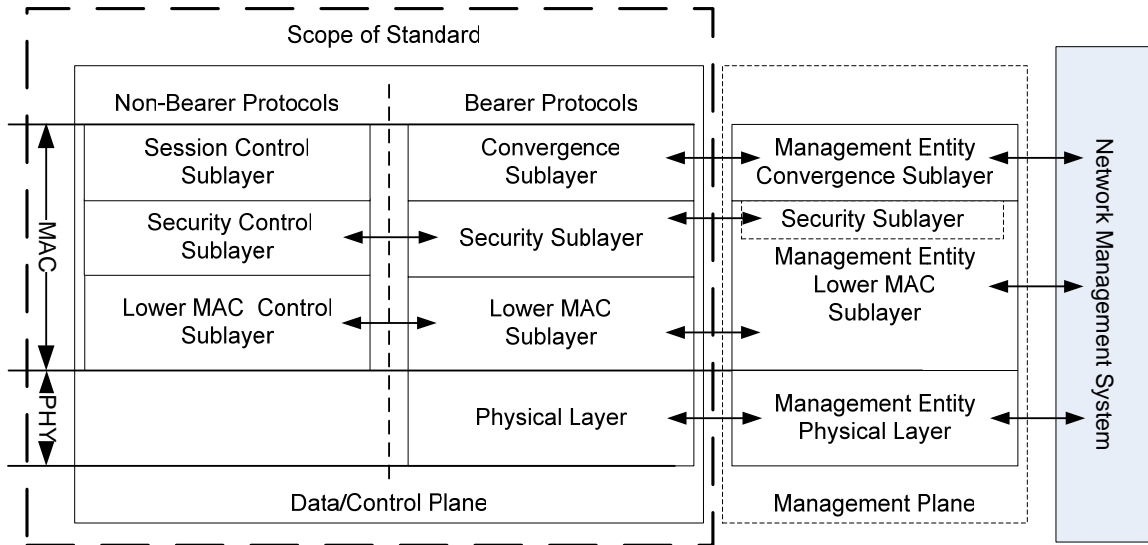 Scope of Standard
Non-Bearer Protocols
Bearer Protocols
Session Control
Sublayer
Convergence
Sublayer
Management Entity
Convergence Sublayer
Security Control
Sublayer
Security Sublayer
Security Sublayer
Management Entity
Lower MAC
Sublayer
Lower MAC Control
Sublayer
Lower MAC
Sublayer
Physical Layer
Management Entity
Physical Layer
Data/Control Plane
Management Plane
MAC
PHY
Network Management System